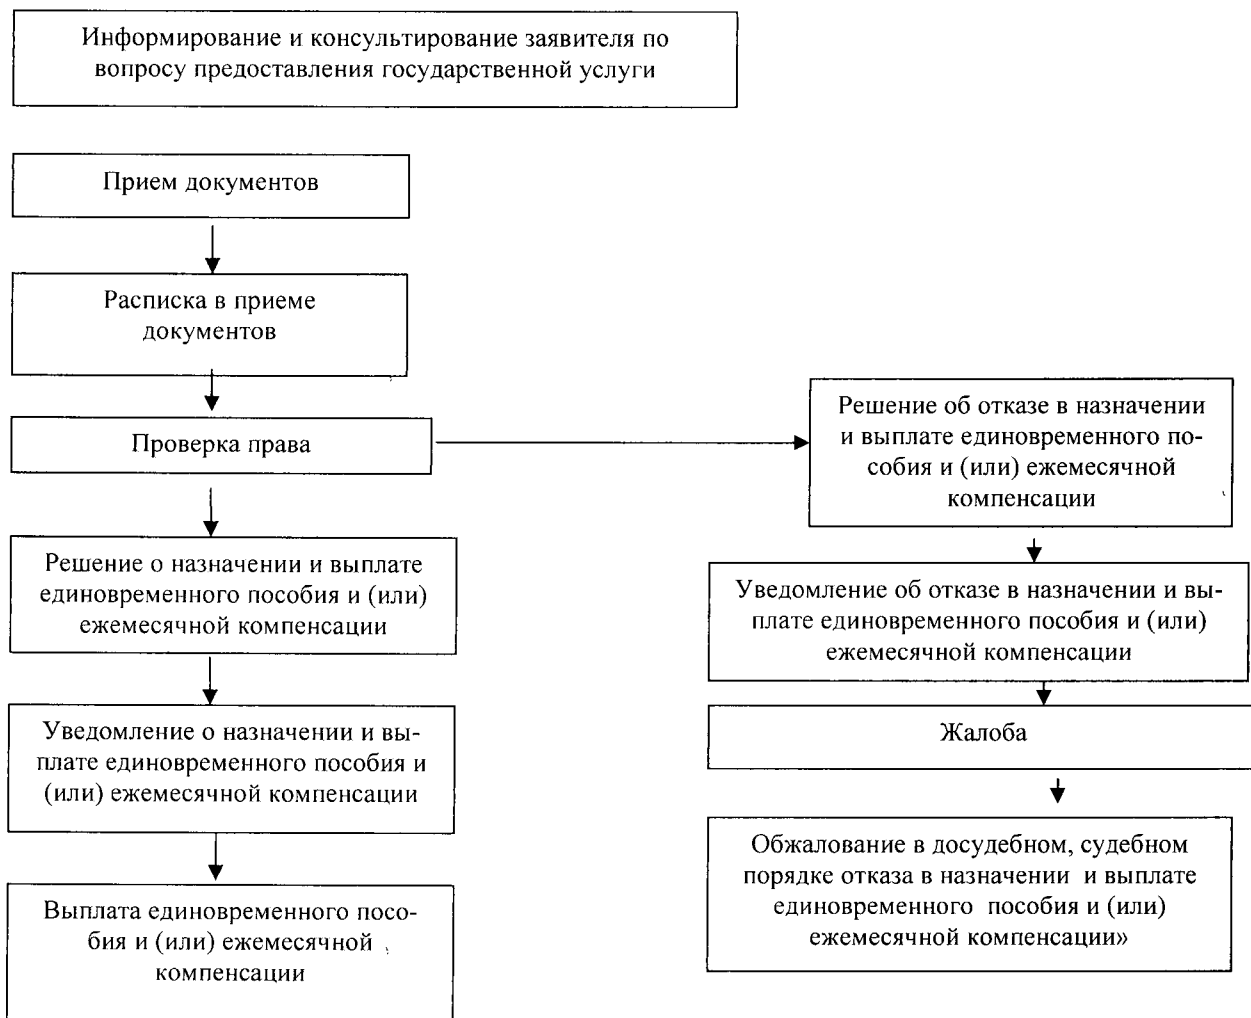 Информирование и консультирование заявителя по
вопросу предоставления государственной услуги
Прием документов
Расписка в приеме
документов
Проверка права
Решение о назначении и выплате
единовременного пособия и (или)
ежемесячной компенсации
Уведомление о назначении и вы-
плате единовременного пособия и
(или) ежемесячной компенсации
Выплата единовременного посо-
бия и (или) ежемесячной
компенсации
Решение об отказе в назначении
и выплате единовременного по-
собия и (или) ежемесячной
компенсации
Уведомление об отказе в назначении и вы-
плате единовременного пособия и (или)
ежемесячной компенсации
Жалоба
Обжалование в досудебном, судебном
порядке отказа в назначении и выплате
единовременного пособия и (или)
ежемесячной компенсации»